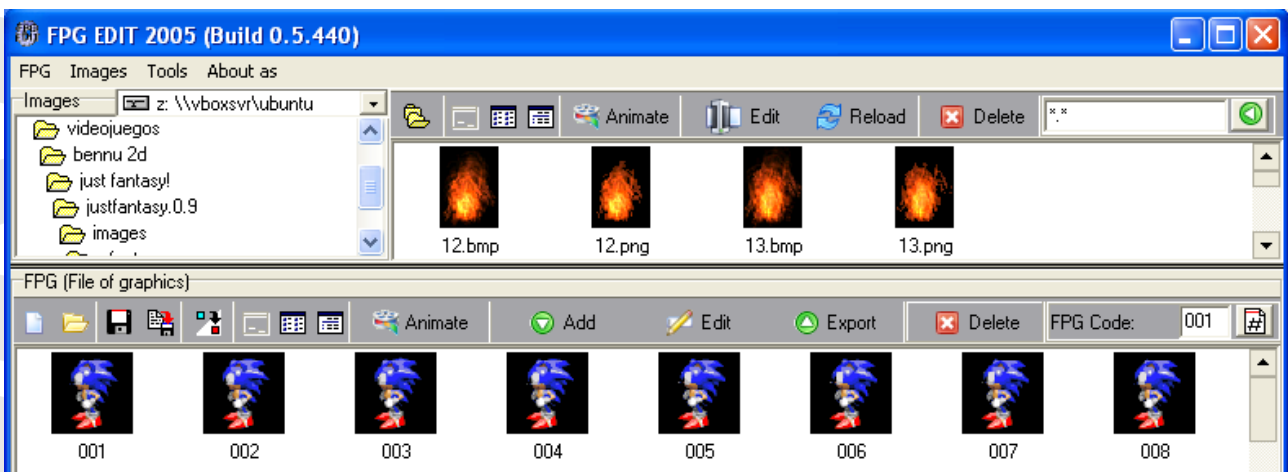 FPG EDIT 2005 (Build 0.5.440)
FPG Images Tools About as
Images z: \\vboxsvr\ubuntu
videojuegos
bennu 2d
just fantasy!
justfantasy.0.9
images
Animate Edit Reload Delete *.*
12.bmp 12.png 13.bmp 13.png
FPG (File of graphics)
Animate Add Edit Export Delete FPG Code: 001 #
001 002 003 004 005 006 007 008